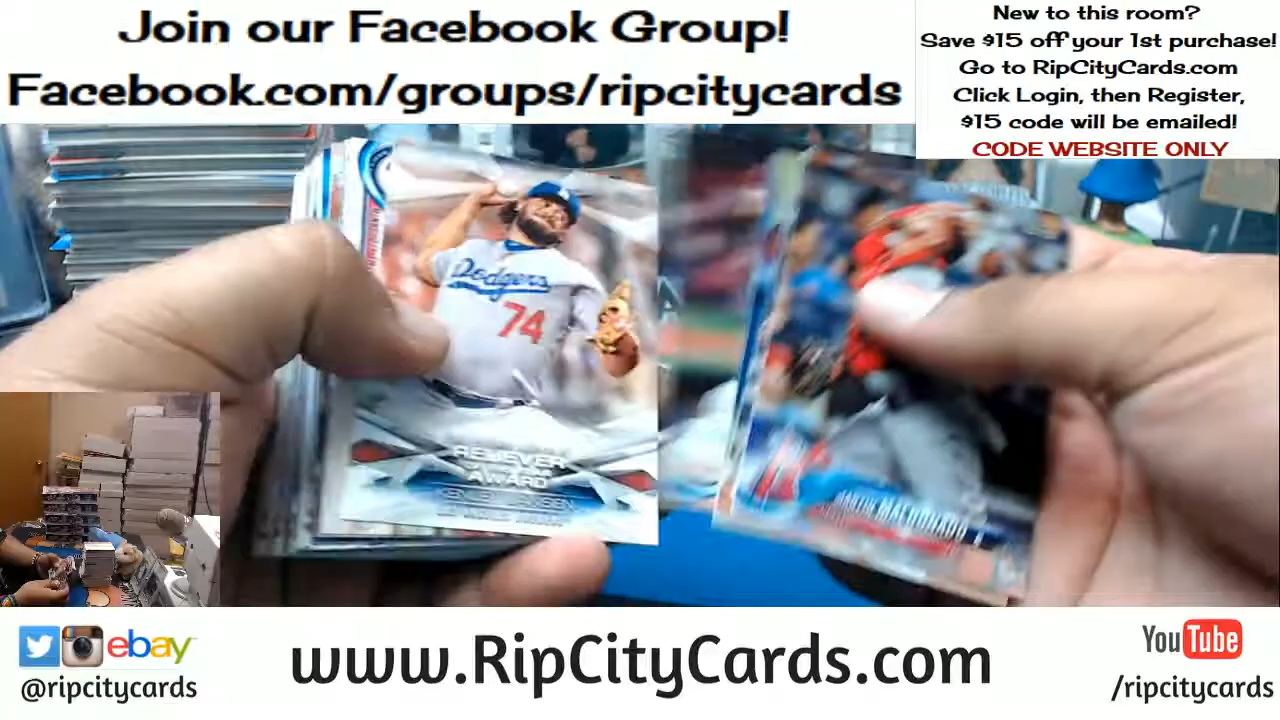 Join our Facebook Group!
Facebook.com/groups/ripcitycards
New to this room?
Save $15 off your 1st purchase!
Go to RipCityCards.com
Click Login, then Register,
$15 code will be emailed!
CODE WEBSITE ONLY
Dodgers
74
RELIEVER
AWARD
MALDONADO
ebay
@ripcitycards
www.RipCityCards.com
YouTube
/ripcitycards